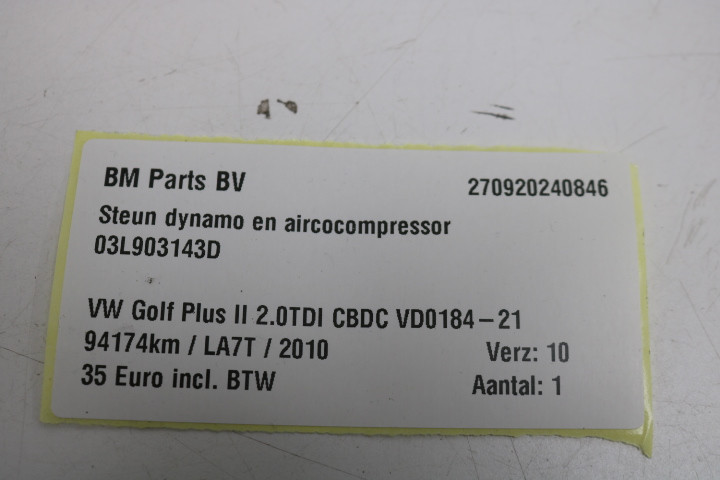 BM Parts BV 270920240846
Steun dynamo en aircocompressor
03L903143D
VW Golf Plus II 2.0TDI CBDC VD0184-21
94174km / LA7T / 2010 Verz: 10
35 Euro incl. BTW Aantal: 1